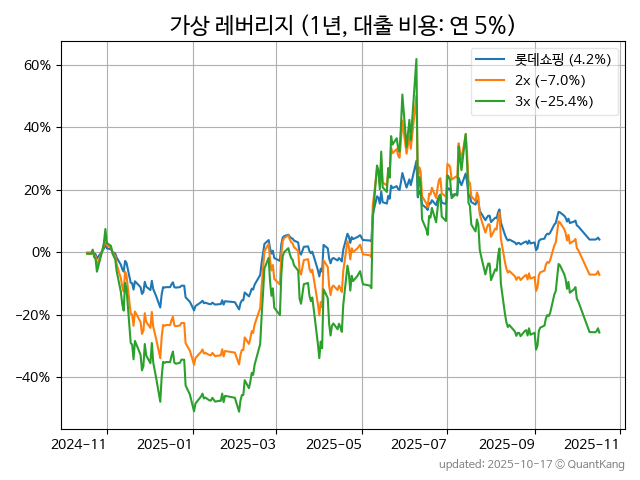 가상 레버리지 (1년, 대출 비용: 연 5%)
롯데쇼핑 (4.2%)
2x (−7.0%)
3x (−25.4%)
60%
40%
20%
0%
−20%
−40%
2024-11
2025-01
2025-03
2025-05
2025-07
2025-09
2025-11
updated: 2025-10-17 © QuantKang